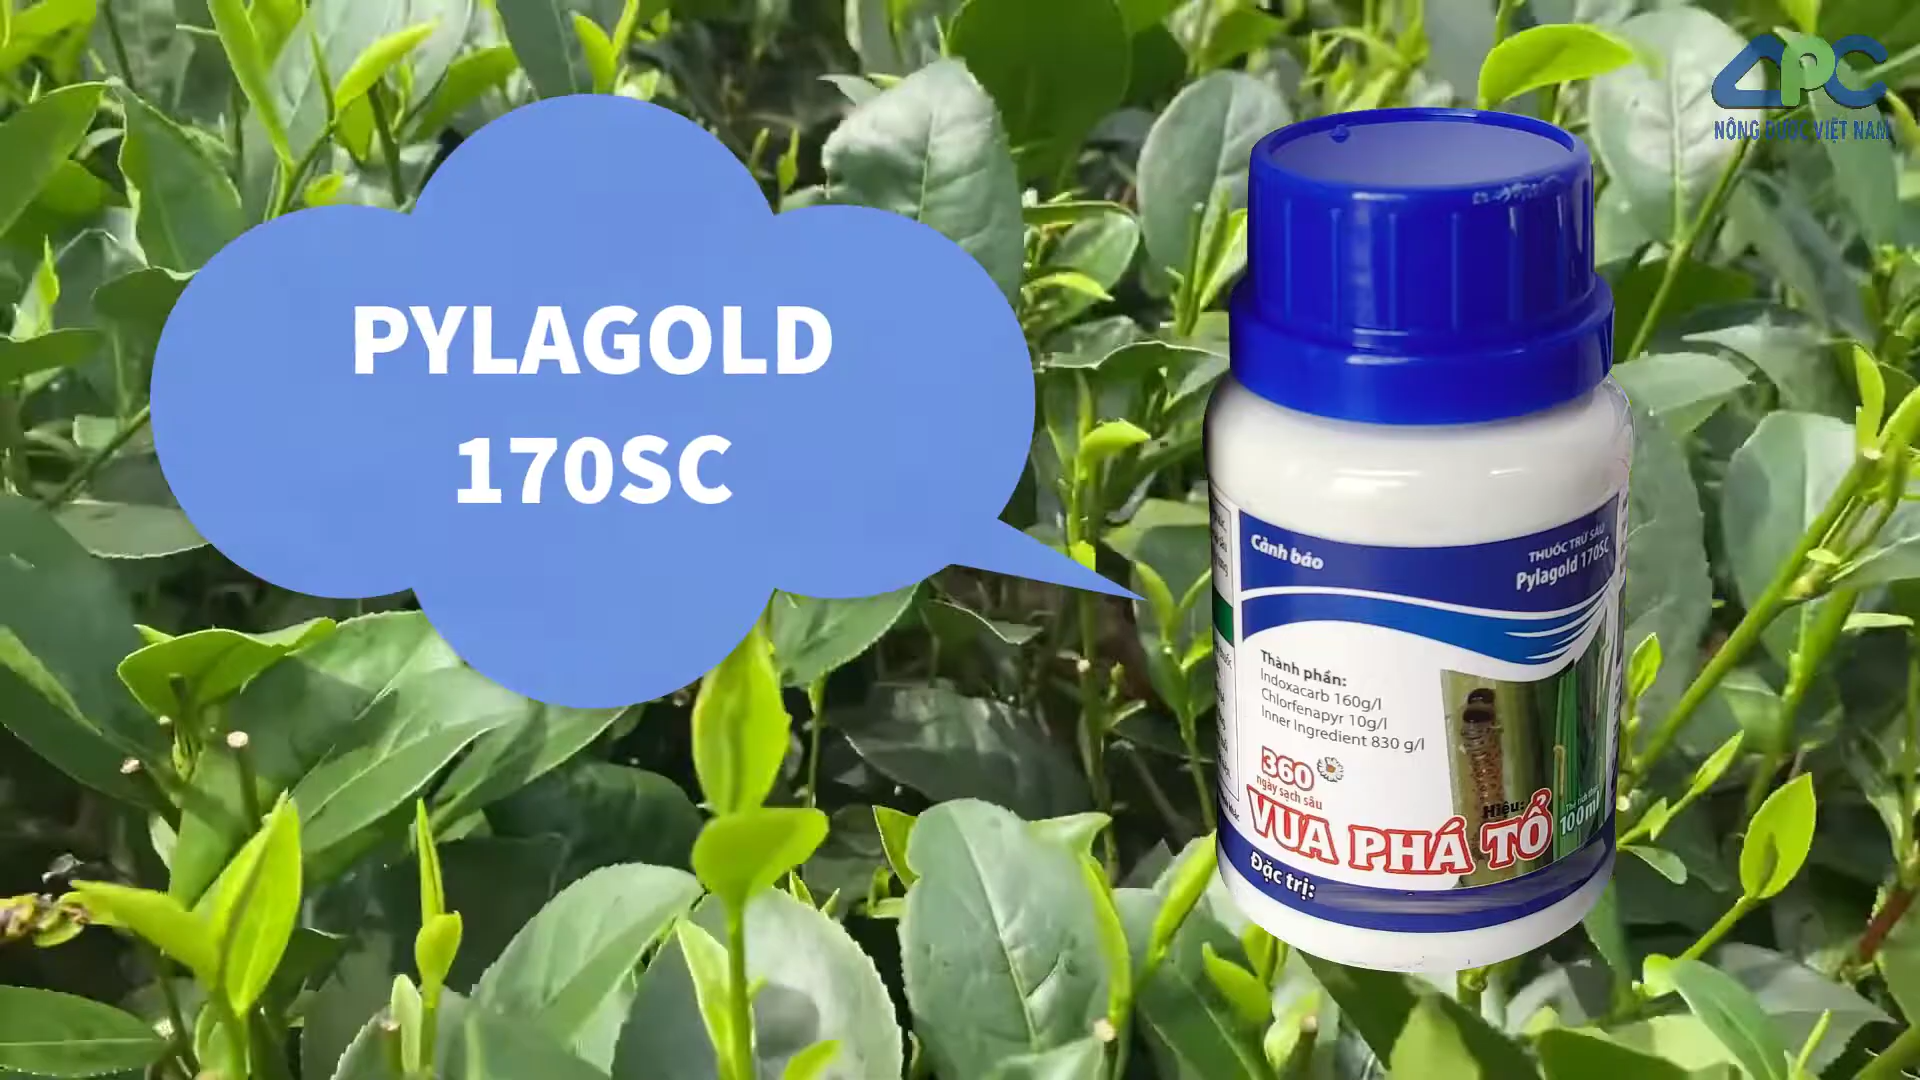 APC
NÔNG DƯỢC VIỆT NAM
PYLAGOLD
170SC
Cảnh báo
THUỐC TRỪ SÂU
Pylagold 170SC
Thành phần:
Indoxacarb 160g/l
Chlorfenapyr 10g/l
Inner Ingredient 830 g/l
360
ngày sạch sâu
Hiệu:
VUA PHÁ TỔ
100ml
Đặc trị: